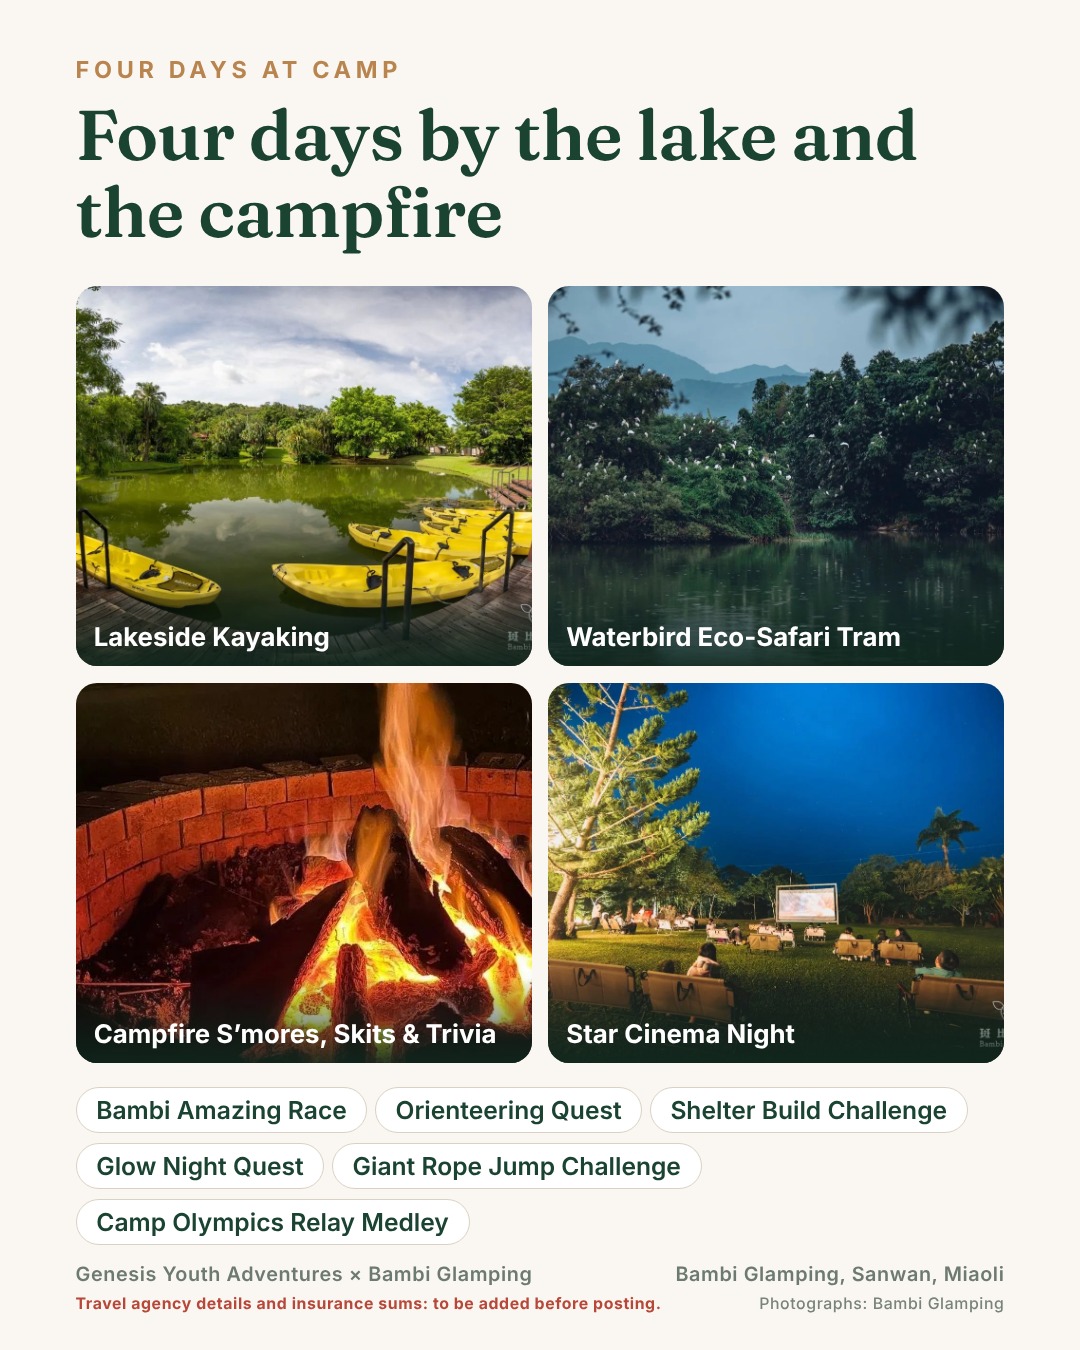 FOUR DAYS AT CAMP
Four days by the lake and
the campfire
Lakeside Kayaking
Waterbird Eco-Safari Tram
Campfire S’mores, Skits & Trivia
Star Cinema Night
Bambi Amazing Race
Orienteering Quest
Shelter Build Challenge
Glow Night Quest
Giant Rope Jump Challenge
Camp Olympics Relay Medley
Genesis Youth Adventures × Bambi Glamping
Bambi Glamping, Sanwan, Miaoli
Travel agency details and insurance sums: to be added before posting.
Photographs: Bambi Glamping